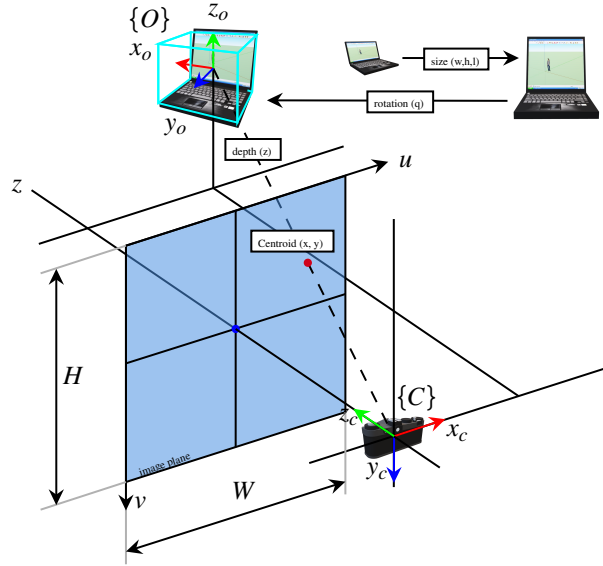 {O}
z_O
x_O
y_O
size (w,h,l)
rotation (q)
depth (z)
z
u
Centroid (x, y)
H
{C}
z_C
x_C
y_C
image plane
v
W